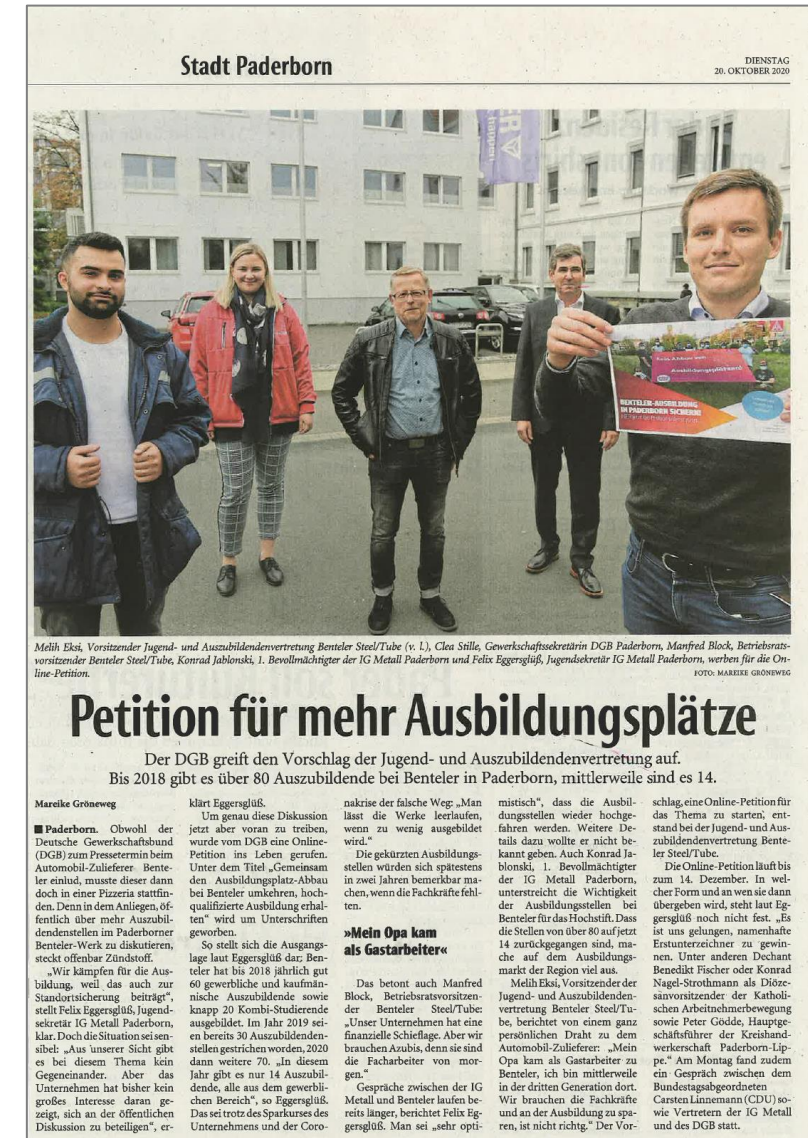 Stadt Paderborn
DIENSTAG
20. OKTOBER 2020
BENTELER-AUSBILDUNG
IN PADERBORN SICHERN!
Melih Eksi, Vorsitzender Jugend- und Auszubildendenvertretung Benteler Steel/Tube (v. l.), Clea Stille, Gewerkschaftssekretärin DGB Paderborn, Manfred Block, Betriebsrats-
vorsitzender Benteler Steel/Tube, Konrad Jablonski, 1. Bevollmächtigter der IG Metall Paderborn und Felix Eggersglüß, Jugendsekretär IG Metall Paderborn, werben für die On-
line-Petition.
FOTO: MAREIKE GRÖNEWEG
Petition für mehr Ausbildungsplätze
Der DGB greift den Vorschlag der Jugend- und Auszubildendenvertretung auf.
Bis 2018 gibt es über 80 Auszubildende bei Benteler in Paderborn, mittlerweile sind es 14.
Mareike Gröneweg
Paderborn. Obwohl der
Deutsche Gewerkschaftsbund
(DGB) zum Pressetermin beim
Automobil-Zulieferer Bente-
ler einlud, musste dieser dann
doch in einer Pizzeria stattfin-
den. Denn in dem Anliegen, öf-
fentlich über mehr Auszubil-
dendenstellen im Paderborner
Benteler-Werk zu diskutieren,
steckt offenbar Zündstoff.
„Wir kämpfen für die Aus-
bildung, weil das auch zur
Standortsicherung beiträgt“,
stellt Felix Eggersglüß, Jugend-
sekretär IG Metall Paderborn,
klar. Doch die Situation sei sen-
sibel: „Aus unserer Sicht gibt
es bei diesem Thema kein
Gegeneinander. Aber das
Unternehmen hat bisher kein
großes Interesse daran ge-
zeigt, sich an der öffentlichen
Diskussion zu beteiligen“, er-
klärt Eggersglüß.
Um genau diese Diskussion
jetzt aber voran zu treiben,
wurde vom DGB eine Online-
Petition ins Leben gerufen.
Unter dem Titel „Gemeinsam
den Ausbildungsplatz-Abbau
bei Benteler umkehren, hoch-
qualifizierte Ausbildung erhal-
ten“ wird um Unterschriften
geworben.
So stellt sich die Ausgangs-
lage laut Eggersglüß dar: Ben-
teler hat bis 2018 jährlich gut
60 gewerbliche und kaufmän-
nische Auszubildende sowie
knapp 20 Kombi-Studierende
ausgebildet. Im Jahr 2019 sei-
en bereits 30 Auszubildenden-
stellen gestrichen worden, 2020
dann weitere 70. „In diesem
Jahr gibt es nur 14 Auszubil-
dende, alle aus dem gewerbli-
chen Bereich“, so Eggersglüß.
Das sei trotz des Sparkurses des
Unternehmens und der Coro-
nakrise der falsche Weg: „Man
lässt die Werke leerlaufen,
wenn zu wenig ausgebildet
wird.“
Die gekürzten Ausbildungs-
stellen würden sich spätestens
in zwei Jahren bemerkbar ma-
chen, wenn die Fachkräfte fehl-
ten.
»Mein Opa kam
als Gastarbeiter«
Das betont auch Manfred
Block, Betriebsratsvorsitzen-
der Benteler Steel/Tube:
„Unser Unternehmen hat eine
finanzielle Schieflage. Aber wir
brauchen Azubis, denn sie sind
die Facharbeiter von mor-
gen.“
Gespräche zwischen der IG
Metall und Benteler laufen be-
reits länger, berichtet Felix Eg-
gersglüß. Man sei „sehr opti-
mistisch“, dass die Ausbil-
dungsstellen wieder hochge-
fahren werden. Weitere De-
tails dazu wollte er nicht be-
kannt geben. Auch Konrad Ja-
blonski, 1. Bevollmächtigter
der IG Metall Paderborn,
unterstreicht die Wichtigkeit
der Ausbildungsstellen bei
Benteler für das Hochstift. Dass
die Stellen von über 80 auf jetzt
14 zurückgegangen sind, ma-
che auf dem Ausbildungs-
markt der Region viel aus.
Melih Eksi, Vorsitzender der
Jugend- und Auszubildenden-
vertretung Benteler Steel/Tu-
be, berichtet von einem ganz
persönlichen Draht zu dem
Automobil-Zulieferer: „Mein
Opa kam als Gastarbeiter zu
Benteler, ich bin mittlerweile
in der dritten Generation dort.
Wir brauchen die Fachkräfte
und an der Ausbildung zu spa-
ren, ist nicht richtg.“ Der Vor-
schlag, eine Online-Petition für
das Thema zu starten, ent-
stand bei der Jugend- und Aus-
zubildendenvertretung Bente-
ler Steel/Tube.
Die Online-Petition läuft bis
zum 14. Dezember. In wel-
cher Form und an wen sie dann
übergeben wird, steht laut Eg-
gersglüß noch nicht fest. „Es
ist uns gelungen, namenhafte
Erstunterzeichner zu gewin-
nen. Unter anderen Dechant
Benedikt Fischer oder Konrad
Nagel-Strothmann als Diöze-
sanvorsitzender der Katholi-
schen Arbeitnehmerbewegung
sowie Peter Gödde, Hauptge-
schäftsführer der Kreishand-
werkerschaft Paderborn-Lip-
pe.“ Am Montag fand zudem
ein Gespräch zwischen dem
Bundestagsabgeordneten
Carsten Linnemann (CDU) so-
wie Vertretern der IG Metall
und des DGB statt.